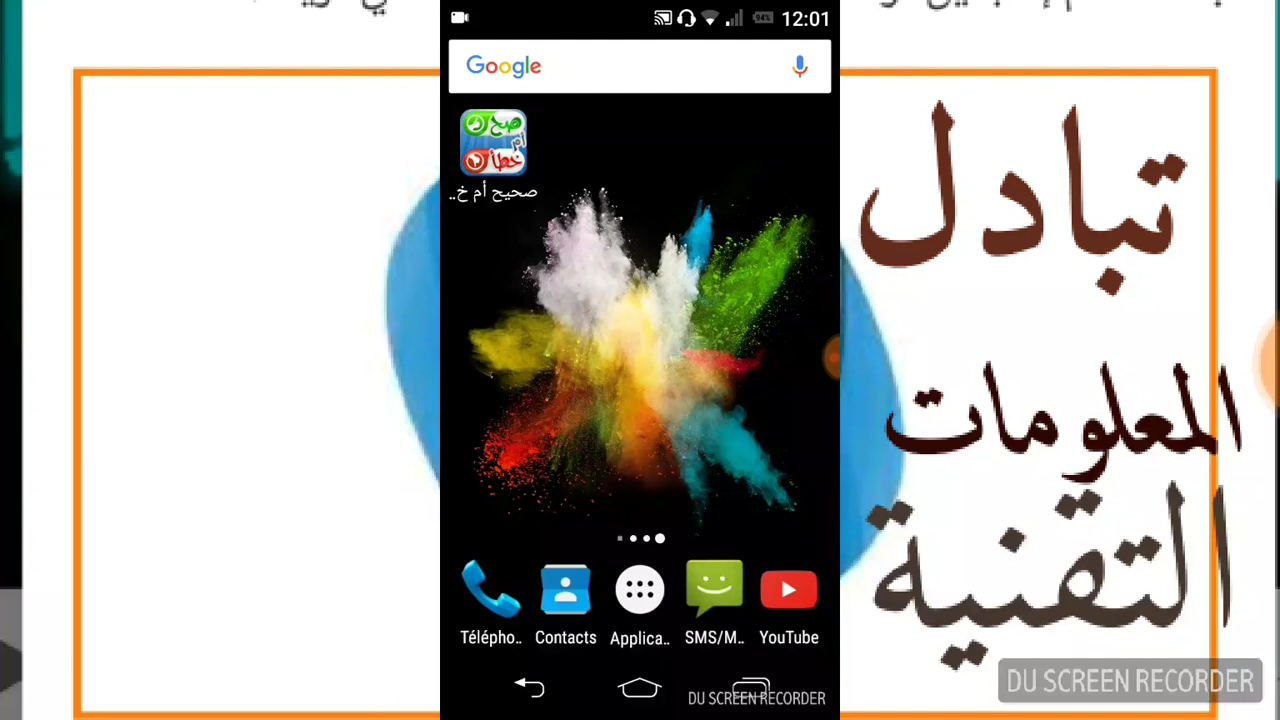 12:01
94%
Google
صح
أم
خطأ
صحيح أم خ..
Télépho..
Contacts
Applica..
SMS/M..
YouTube
DU SCREEN RECORDER
تبادل
المعلومات
التقنية
DU SCREEN RECORDER